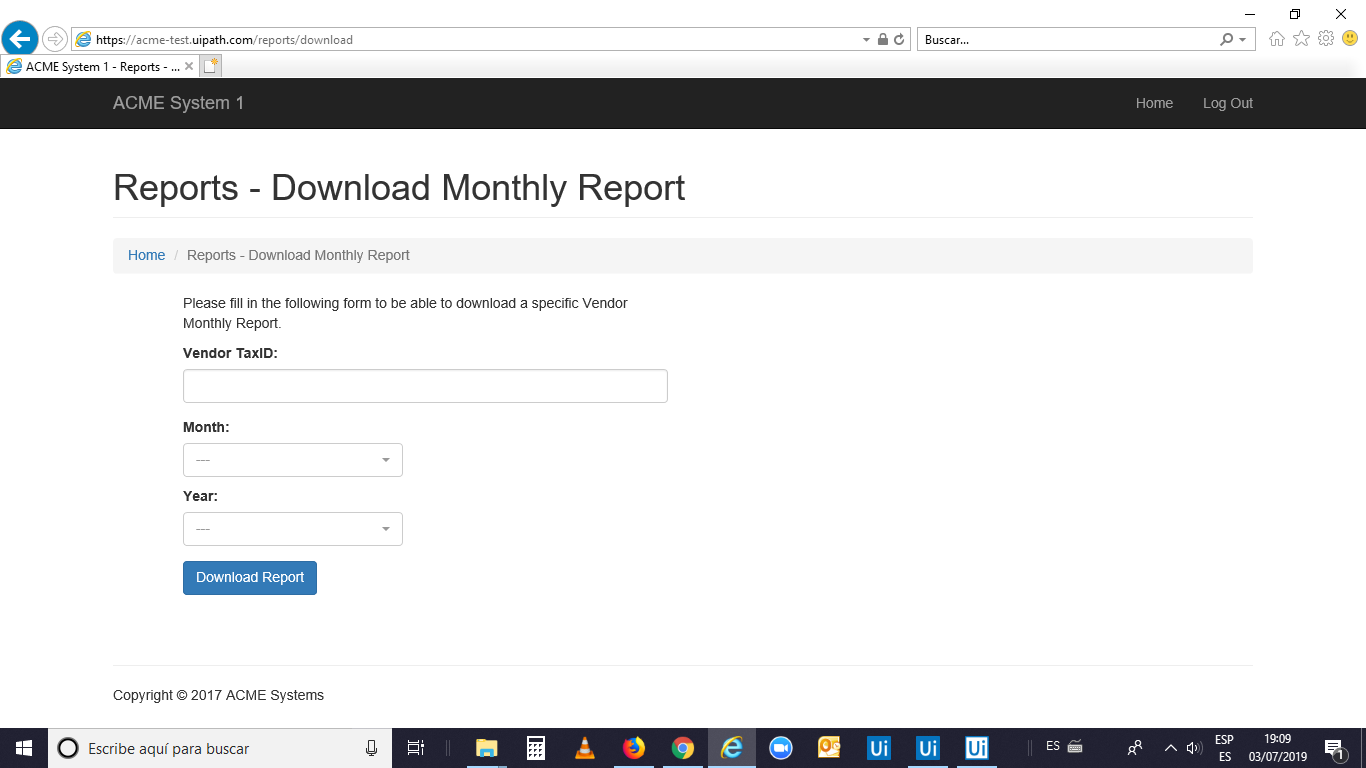 https://acme-test.uipath.com/reports/download
Buscar...
ACME System 1 - Reports - ...
ACME System 1
Home
Log Out
Reports - Download Monthly Report
Home / Reports - Download Monthly Report
Please fill in the following form to be able to download a specific Vendor
Monthly Report.
Vendor TaxID:
Month:
---
Year:
---
Download Report
Copyright © 2017 ACME Systems
Escribe aquí para buscar
Ui
Ui
Ui
ES
ESP
ES
19:09
03/07/2019
1